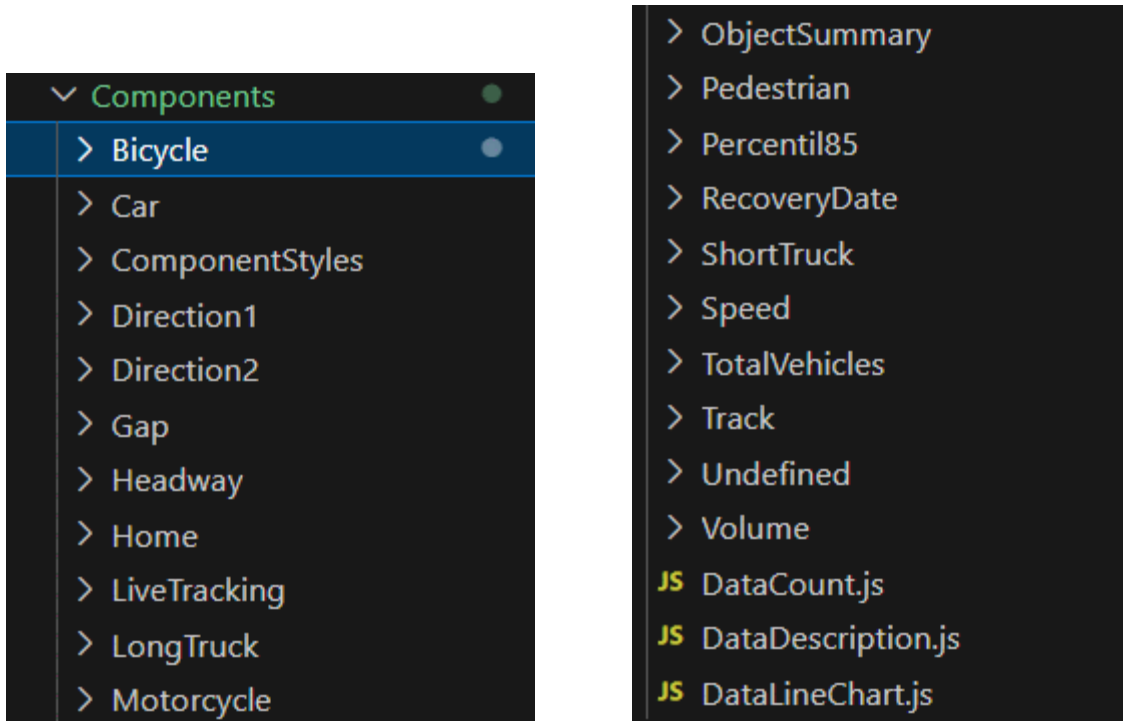 Components
Bicycle
Car
ComponentStyles
Direction1
Direction2
Gap
Headway
Home
LiveTracking
LongTruck
Motorcycle
ObjectSummary
Pedestrian
Percentil85
RecoveryDate
ShortTruck
Speed
TotalVehicles
Track
Undefined
Volume
JS DataCount.js
JS DataDescription.js
JS DataLineChart.js